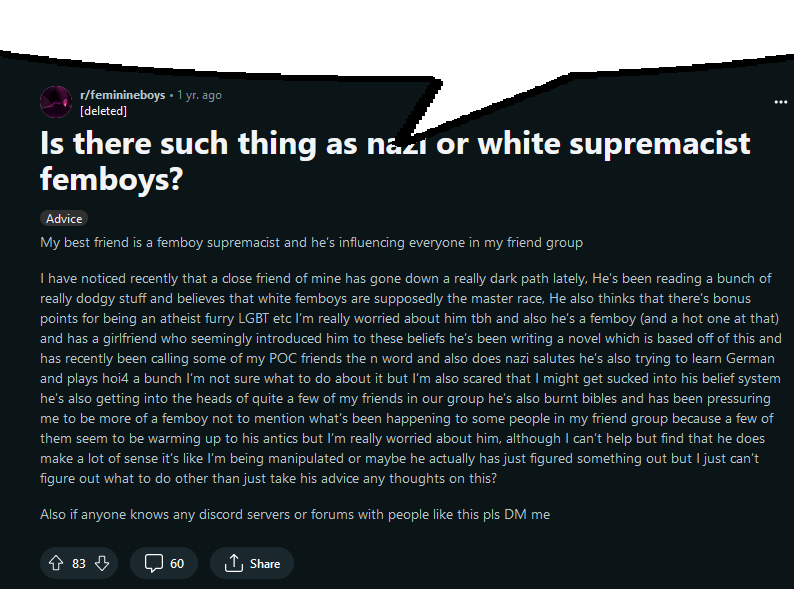 r/feminineboys • 1 yr. ago
[deleted]
Is there such thing as nazi or white supremacist
femboys?
Advice
My best friend is a femboy supremacist and he's influencing everyone in my friend group
I have noticed recently that a close friend of mine has gone down a really dark path lately, He's been reading a bunch of
really dodgy stuff and believes that white femboys are supposedly the master race, He also thinks that there's bonus
points for being an atheist furry LGBT etc I'm really worried about him tbh and also he's a femboy (and a hot one at that)
and has a girlfriend who seemingly introduced him to these beliefs he's been writing a novel which is based off of this and
has recently been calling some of my POC friends the n word and also does nazi salutes he's also trying to learn German
and plays hoi4 a bunch I'm not sure what to do about it but I'm also scared that I might get sucked into his belief system
he's also getting into the heads of quite a few of my friends in our group he's also burnt bibles and has been pressuring
me to be more of a femboy not to mention what's been happening to some people in my friend group because a few of
them seem to be warming up to his antics but I'm really worried about him, although I can't help but find that he does
make a lot of sense it's like I'm being manipulated or maybe he actually has just figured something out but I just can't
figure out what to do other than just take his advice any thoughts on this?
Also if anyone knows any discord servers or forums with people like this pls DM me
83 60 Share